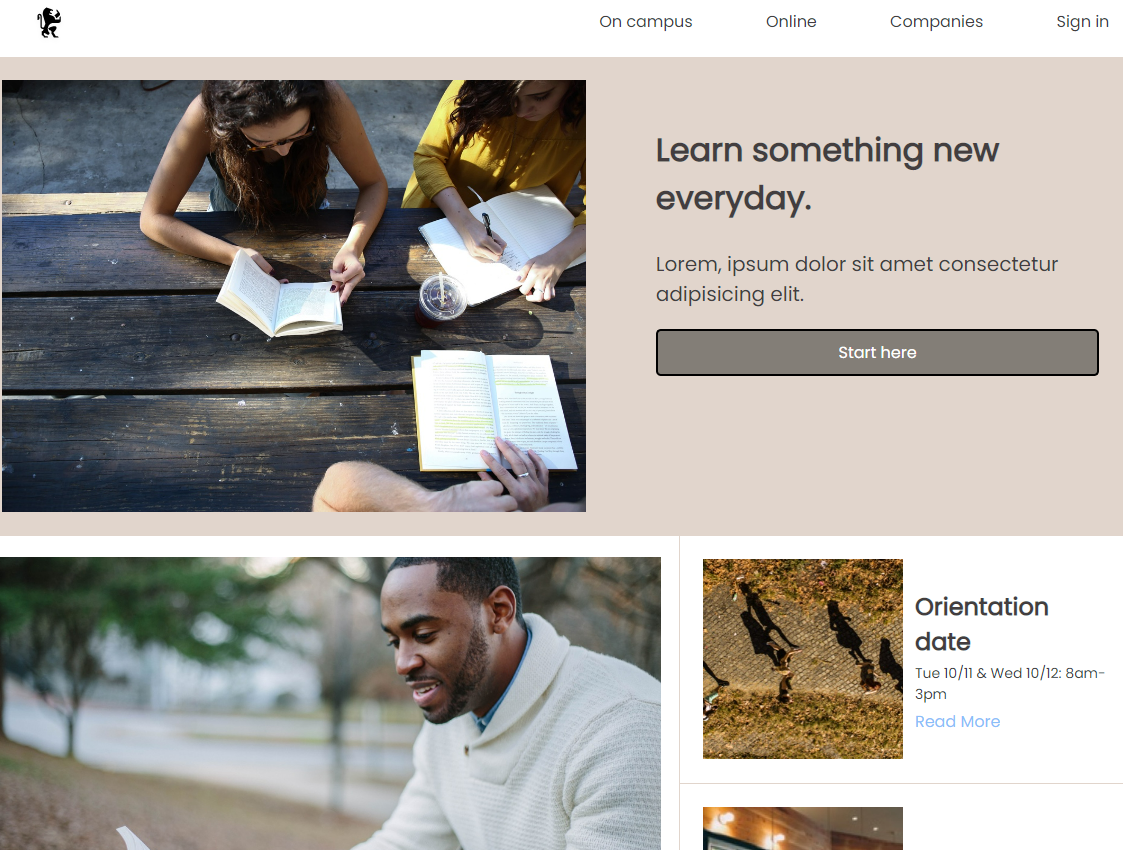 On campus
Online
Companies
Sign in
Learn something new
everyday.
Lorem, ipsum dolor sit amet consectetur
adipisicing elit.
Start here
Orientation
date
Tue 10/11 & Wed 10/12: 8am-
3pm
Read More